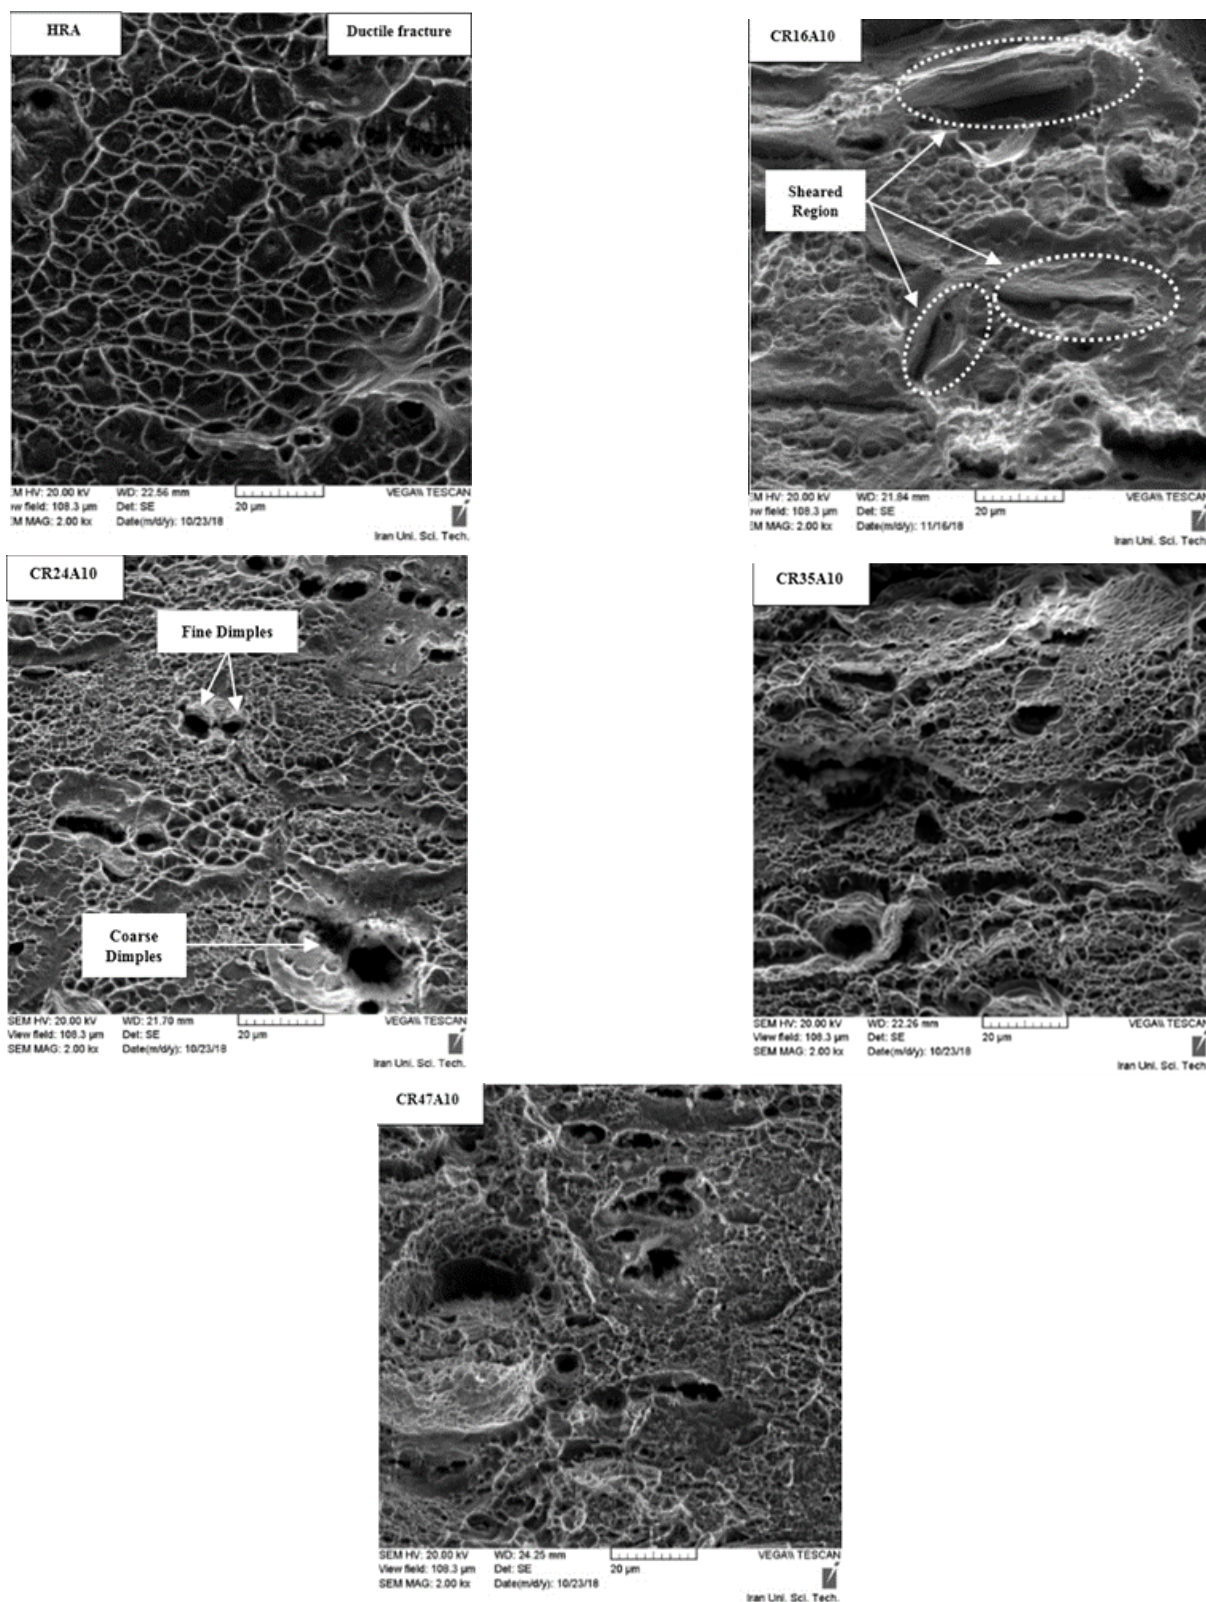 HRA
Ductile fracture
EM HV: 20.00 kV WD: 22.56 mm
ew field: 108.3 µm Det: SE 20 µm VEGA\\ TESCAN
EM MAG: 2.00 kx Date(m/d/y): 10/23/18
Iran Uni. Sci. Tech.
CR16A10
Sheared
Region
EM HV: 20.00 kV WD: 21.84 mm
ew field: 108.3 µm Det: SE 20 µm VEGA\\ TESCAN
EM MAG: 2.00 kx Date(m/d/y): 11/16/18
Iran Uni. Sci. Tech.
CR24A10
Fine Dimples
Coarse
Dimples
SEM HV: 20.00 kV WD: 21.70 mm
View field: 108.3 µm Det: SE 20 µm VEGA\\ TESCAN
SEM MAG: 2.00 kx Date(m/d/y): 10/23/18
Iran Uni. Sci. Tech.
CR35A10
SEM HV: 20.00 kV WD: 22.26 mm
View field: 108.3 µm Det: SE 20 µm VEGA\\ TESCAN
SEM MAG: 2.00 kx Date(m/d/y): 10/23/18
Iran Uni. Sci. Tech.
CR47A10
SEM HV: 20.00 kV WD: 24.25 mm
View field: 108.3 µm Det: SE 20 µm VEGA\\ TESCAN
SEM MAG: 2.00 kx Date(m/d/y): 10/23/18
Iran Uni. Sci. Tech.